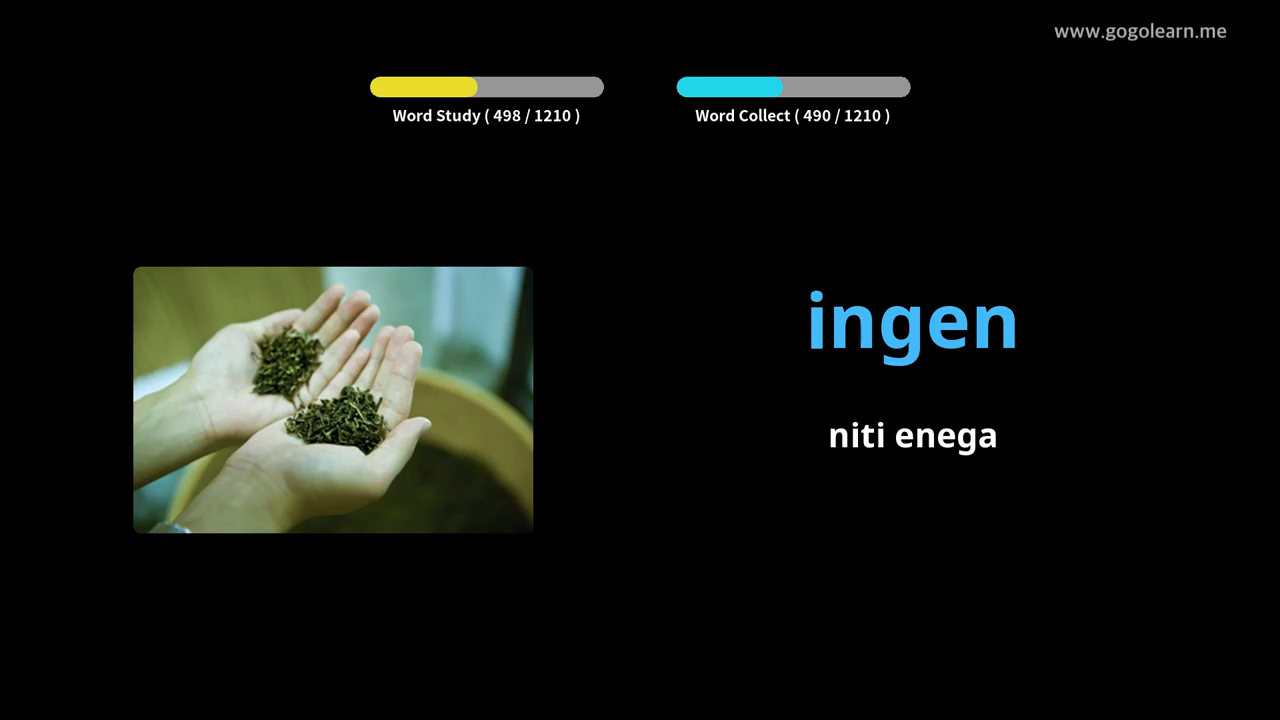 www.gogolearn.me
Word Study ( 498 / 1210 )
Word Collect ( 490 / 1210 )
ingen
niti enega